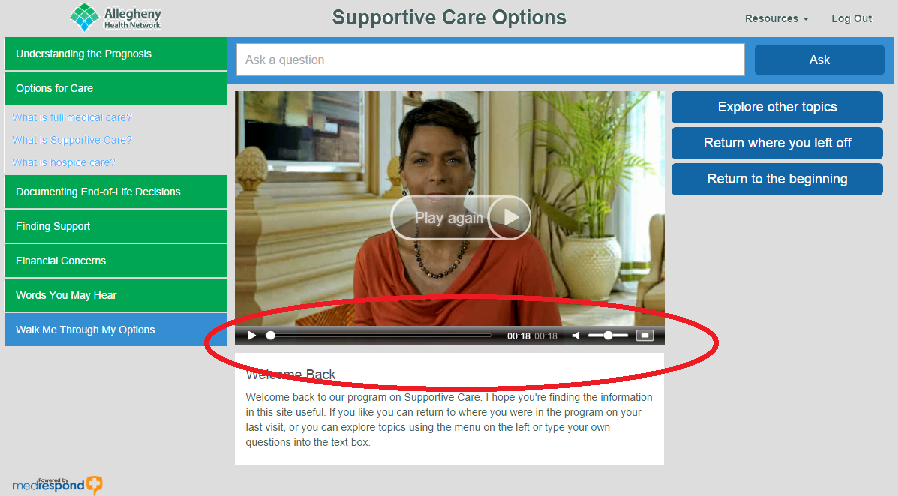 Allegheny
Health Network
Supportive Care Options
Resources
Log Out
Understanding the Prognosis
Options for Care
What is full medical care?
What is Supportive Care?
What is hospice care?
Documenting End-of-Life Decisions
Finding Support
Financial Concerns
Words You May Hear
Walk Me Through My Options
Ask a question
Ask
Play again
00:18 00:18
Explore other topics
Return where you left off
Return to the beginning
Welcome Back
Welcome back to our program on Supportive Care. I hope you're finding the information
in this site useful. If you like you can return to where you were in the program on your
last visit, or you can explore topics using the menu on the left or type your own
questions into the text box.
Powered by
medrespond